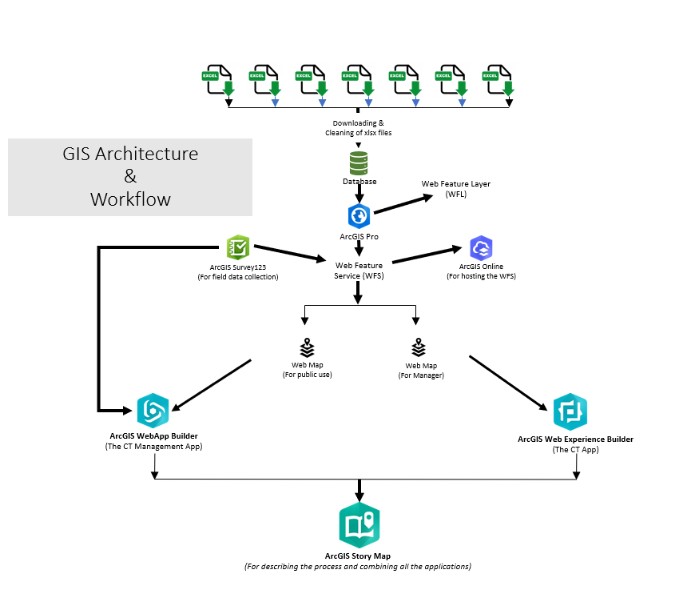 EXCEL EXCEL EXCEL EXCEL EXCEL EXCEL EXCEL
Downloading &
Cleaning of xlsx files
GIS Architecture
&
Workflow
Database
Web Feature Layer
(WFL)
ArcGIS Pro
ArcGIS Survey123
(For field data collection)
Web Feature
Service (WFS)
ArcGIS Online
(For hosting the WFS)
Web Map
(For public use)
Web Map
(For Manager)
ArcGIS WebApp Builder
(The CT Management App)
ArcGIS Web Experience Builder
(The CT App)
ArcGIS Story Map
(For describing the process and combining all the applications)